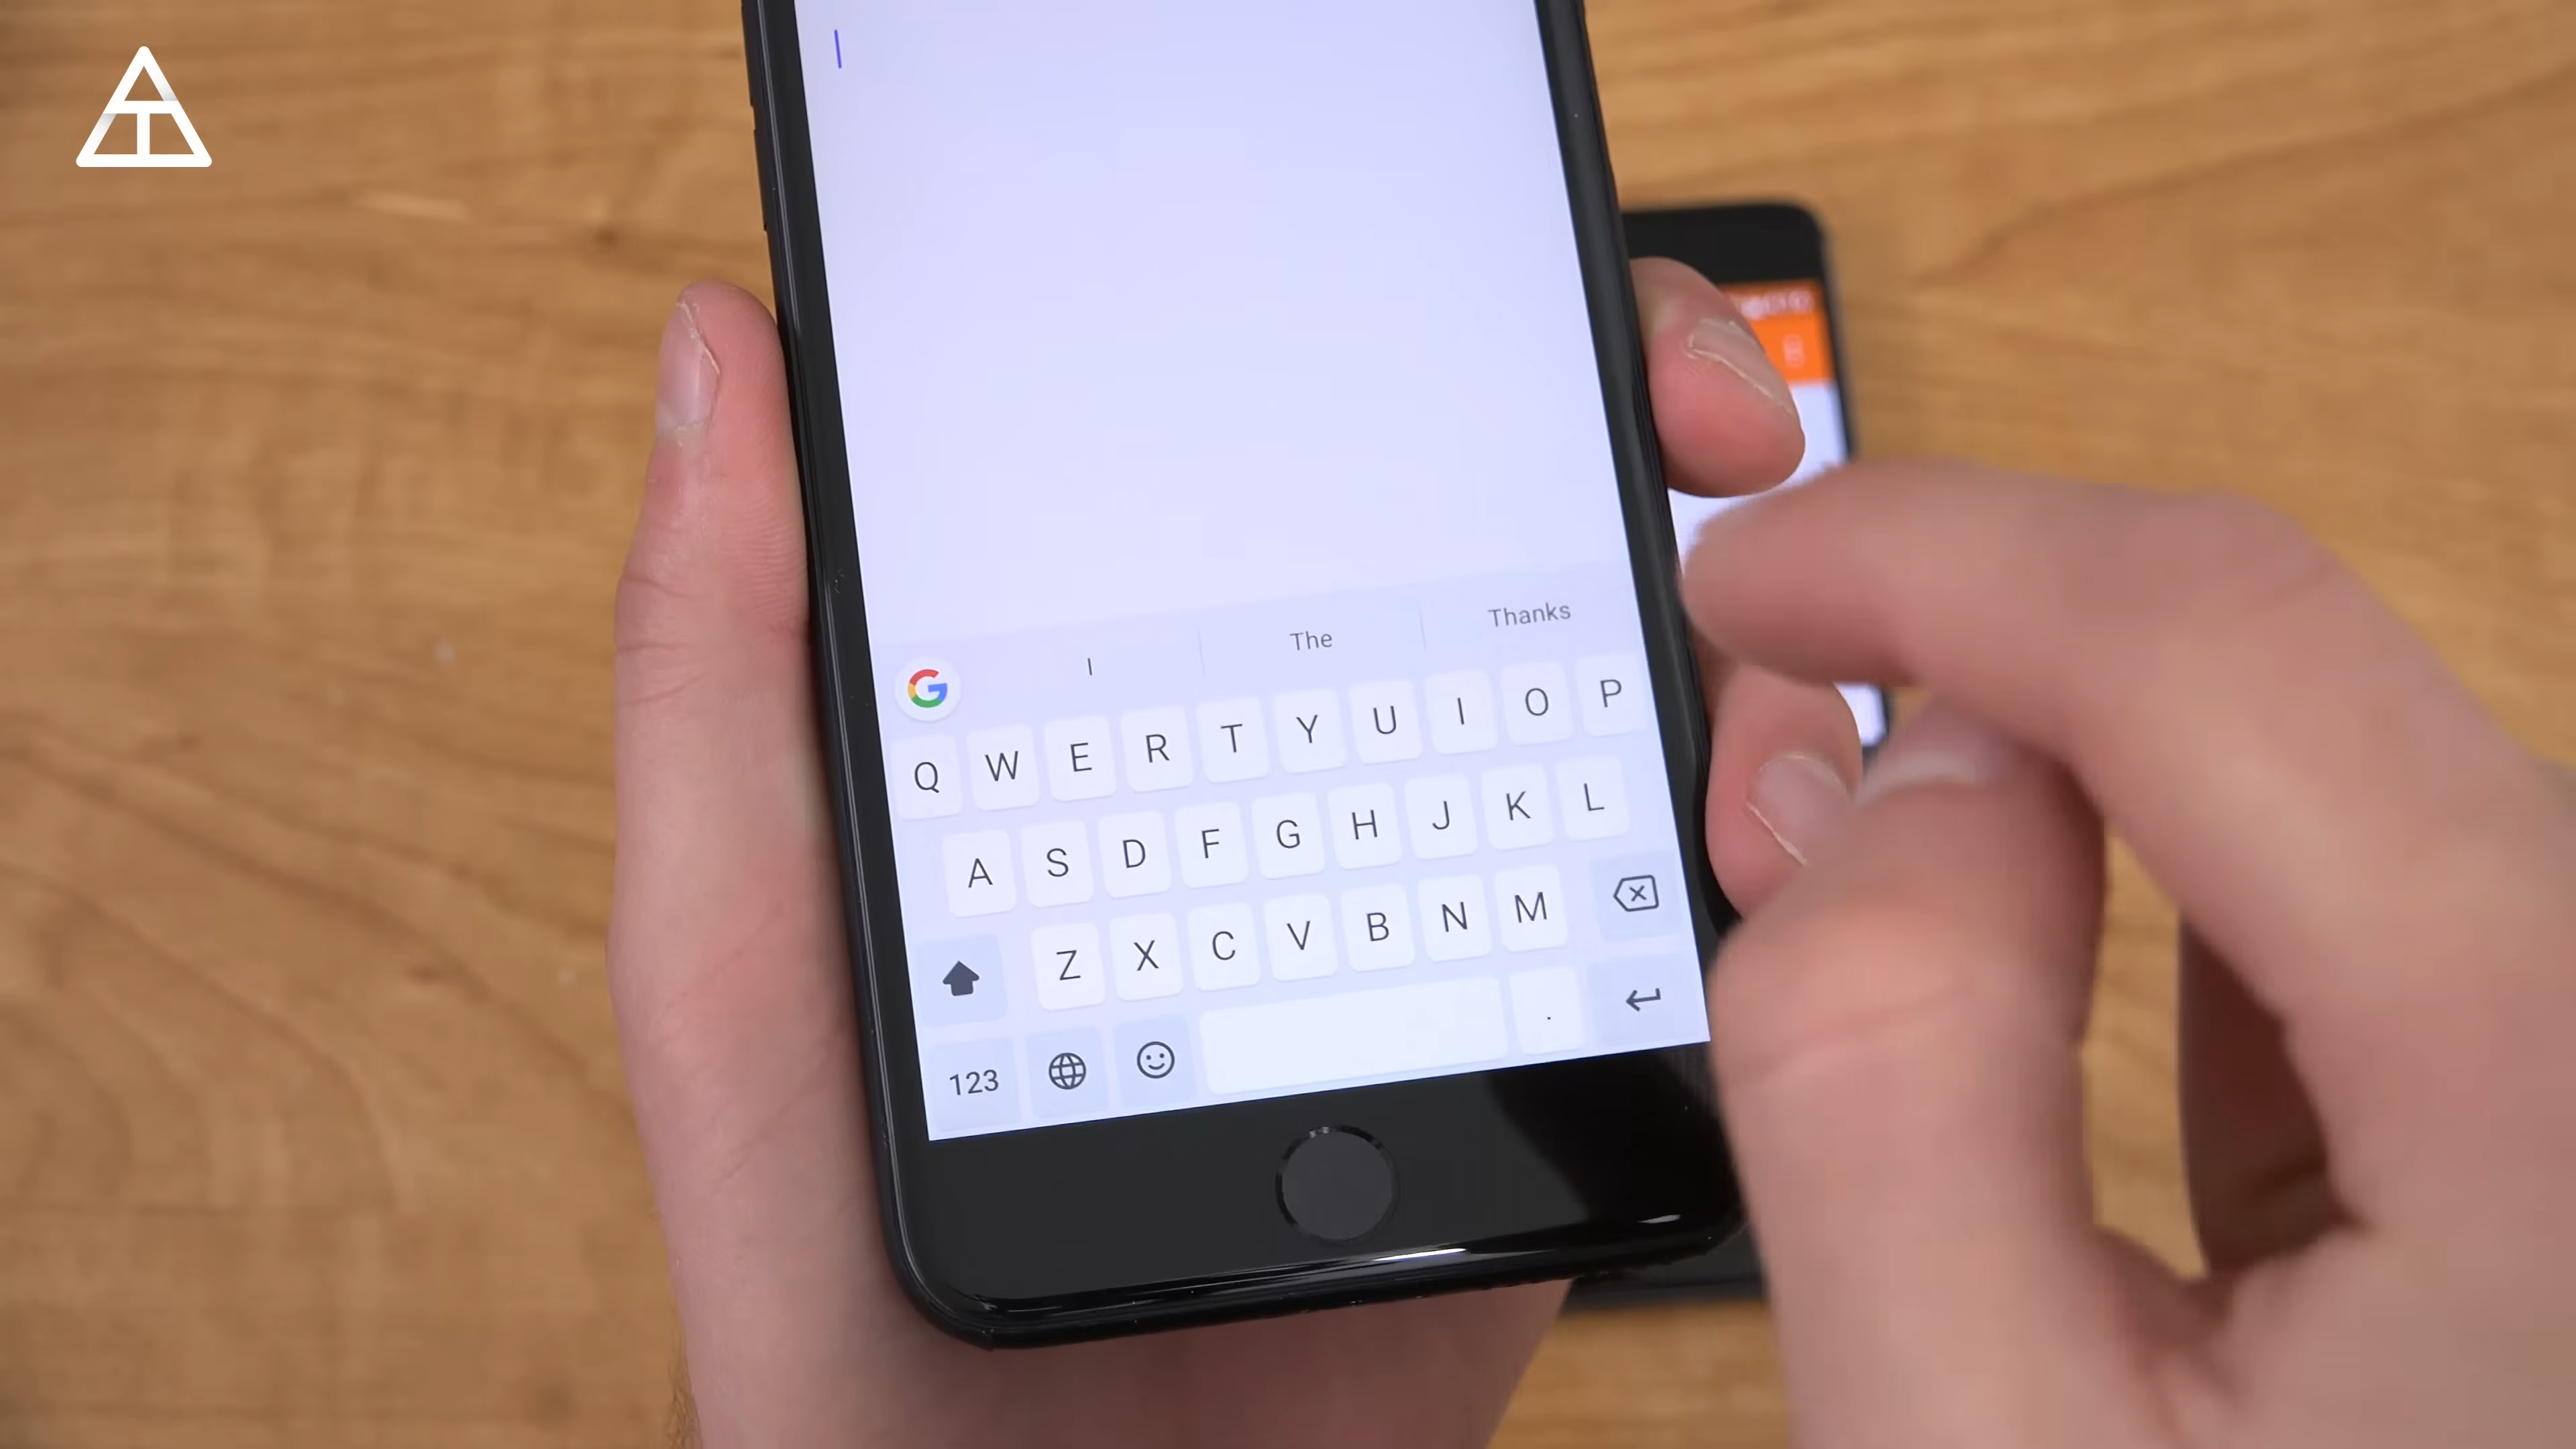 I The Thanks
Q W E R T Y U I O P
A S D F G H J K L
Z X C V B N M
123 .